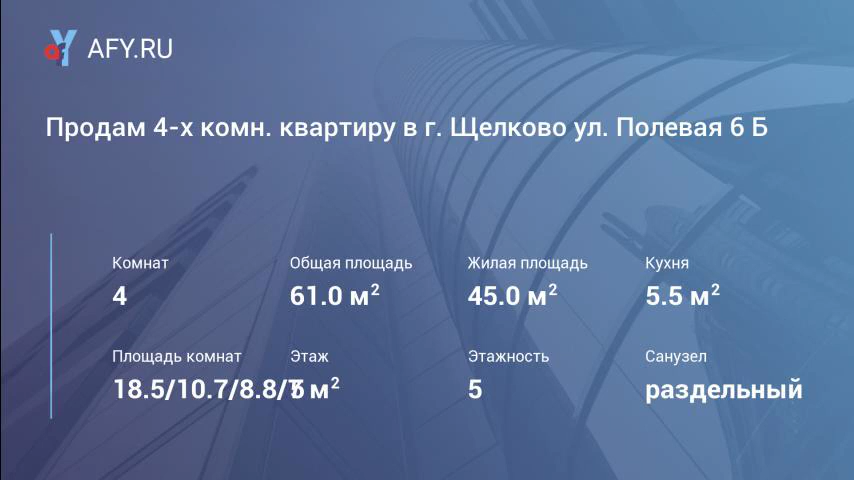 AFY.RU
Продам 4-х комн. квартиру в г. Щелково ул. Полевая 6 Б
Комнат Общая площадь Жилая площадь Кухня
4 61.0 м² 45.0 м² 5.5 м²
Площадь комнат Этаж Этажность Санузел
18.5/10.7/8.8/ м² 5 раздельный